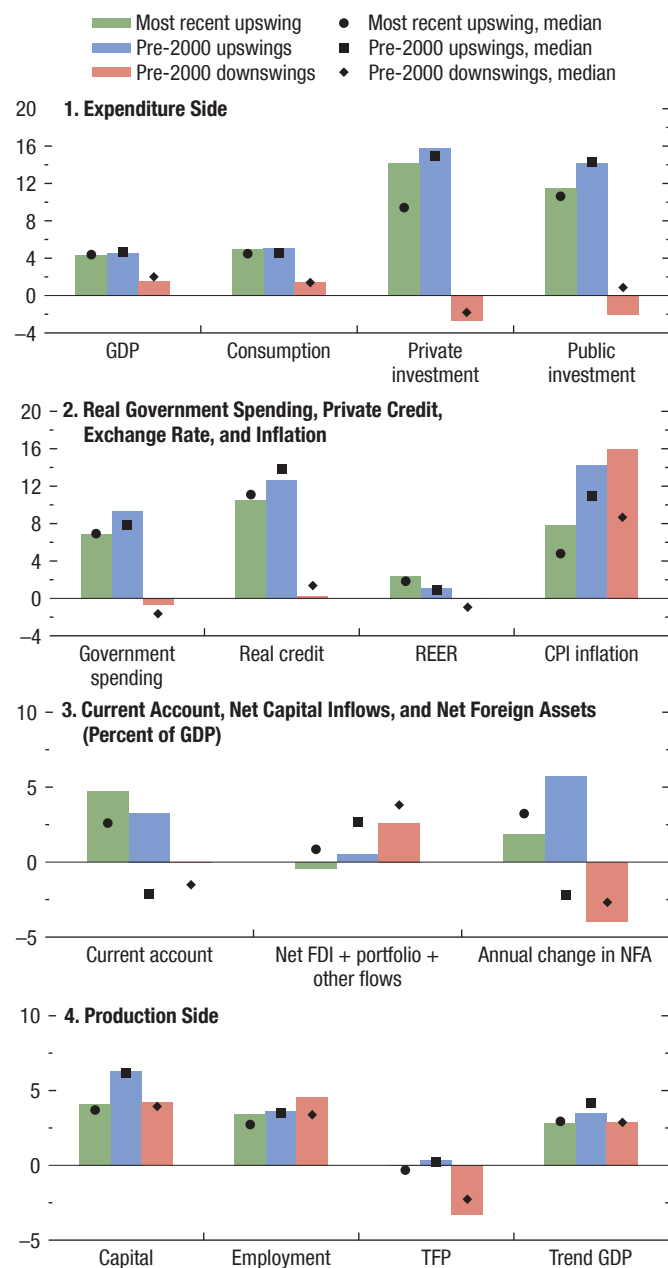 Most recent upswing
Most recent upswing, median
Pre-2000 upswings
Pre-2000 upswings, median
Pre-2000 downswings
Pre-2000 downswings, median
1. Expenditure Side
20
16
12
8
4
0
–4
GDP
Consumption
Private
investment
Public
investment
2. Real Government Spending, Private Credit,
Exchange Rate, and Inflation
20
16
12
8
4
0
–4
Government
spending
Real credit
REER
CPI inflation
3. Current Account, Net Capital Inflows, and Net Foreign Assets
(Percent of GDP)
10
5
0
–5
Current account
Net FDI + portfolio +
other flows
Annual change in NFA
4. Production Side
10
5
0
–5
Capital
Employment
TFP
Trend GDP